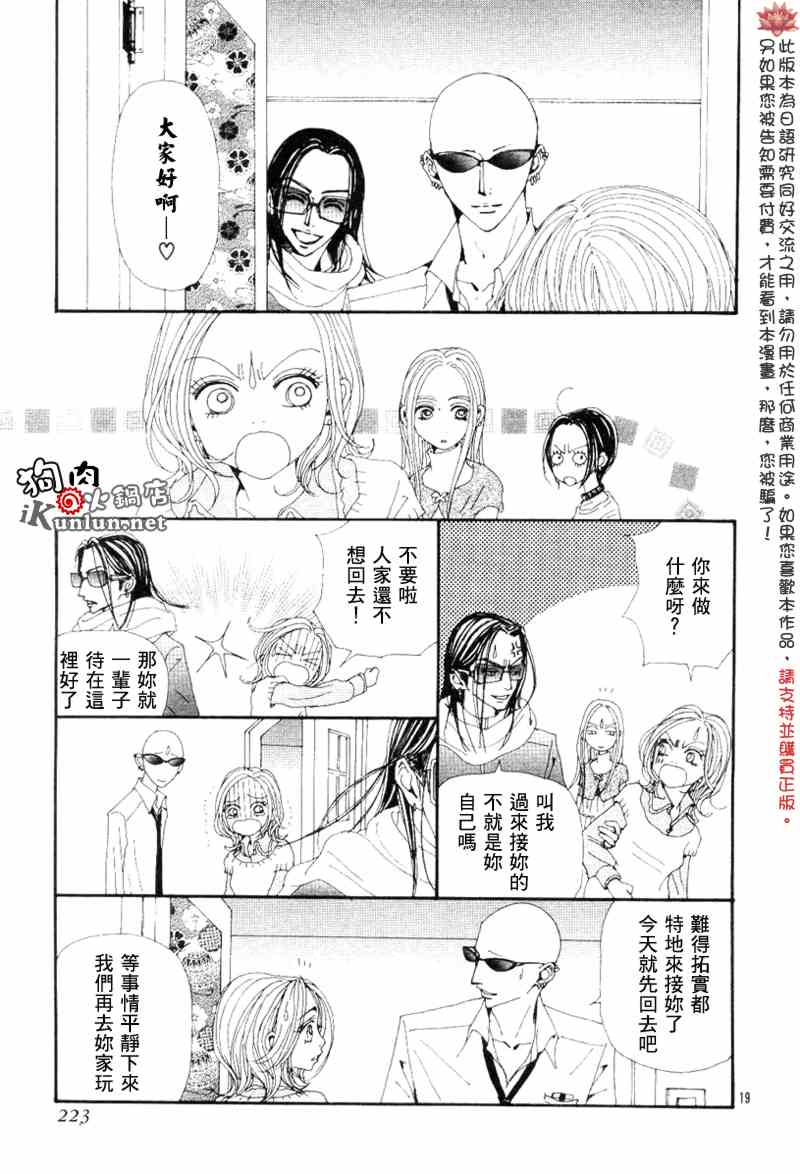 大家好啊—♡
你來做
什麼呀？
叫我
過來接妳的
不就是妳
自己嗎
不要啦
人家還不
想回去！
那妳就
一輩子
待在這
裡好了
難得拓實都
特地來接妳了
今天就先回去吧
等事情平靜下來
我們再去妳家玩
19
223
狗肉
火鍋店
iKunlun.net
此版本為日語研究同好交流之用，請勿用於任何商業用途。如果您喜歡本作品，請支持並購買正版。
另如果您被告知需要付費，才能看到本漫畫，那麼，您被騙了！